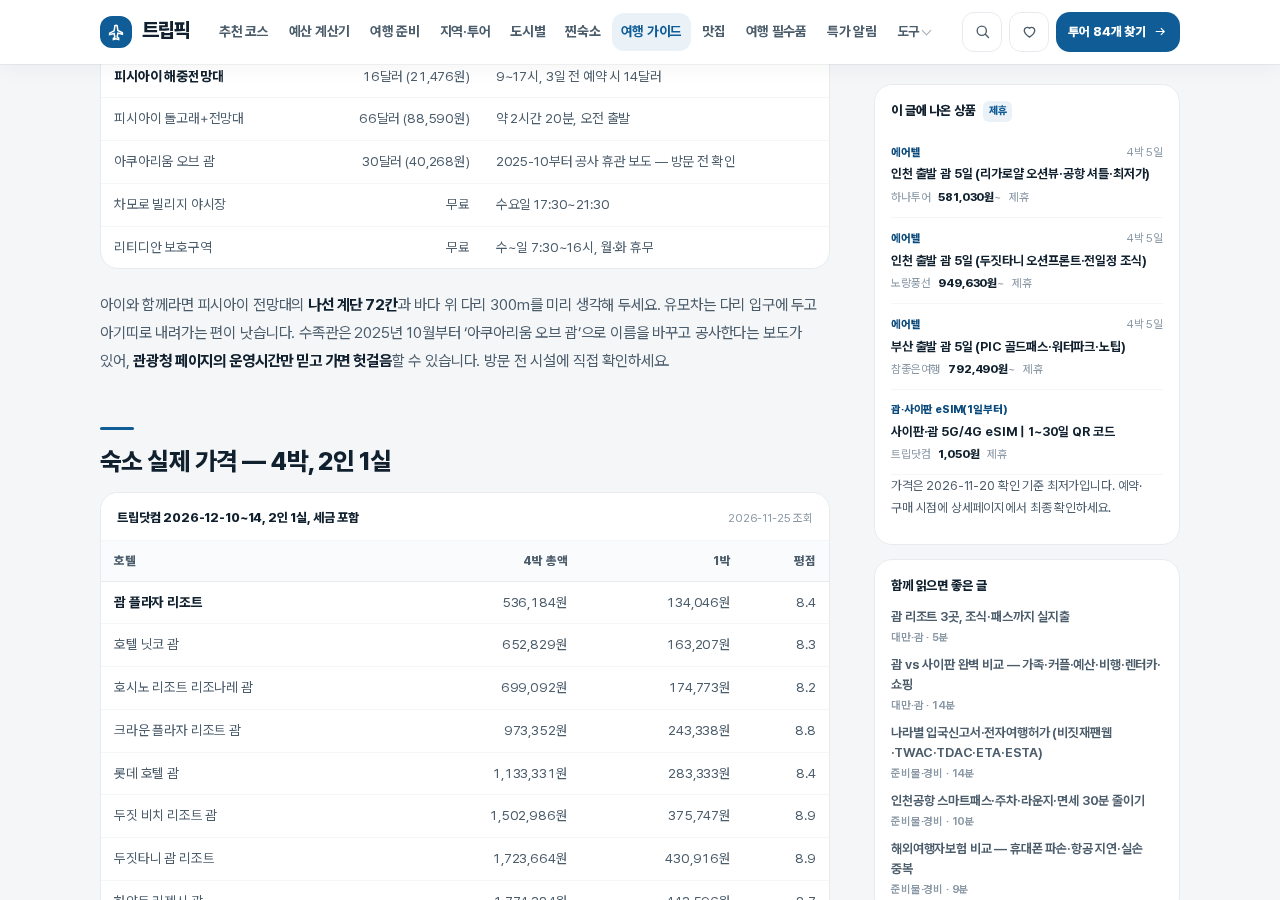 트립픽
추천 코스 예산 계산기 여행 준비 지역·투어 도시별 찐숙소 여행 가이드 맛집 여행 필수품 특가 알림 도구 투어 84개 찾기 →
피시아이 해중전망대 16달러 (21,476원) 9~17시, 3일 전 예약 시 14달러
피시아이 돌고래+전망대 66달러 (88,590원) 약 2시간 20분, 오전 출발
아쿠아리움 오브 괌 30달러 (40,268원) 2025-10부터 공사 휴관 보도 — 방문 전 확인
차모로 빌리지 야시장 무료 수요일 17:30~21:30
리티디안 보호구역 무료 수~일 7:30~16시, 월·화 휴무
아이와 함께라면 피시아이 전망대의 나선 계단 72칸과 바다 위 다리 300m를 미리 생각해 두세요. 유모차는 다리 입구에 두고
아기띠로 내려가는 편이 낫습니다. 수족관은 2025년 10월부터 ‘아쿠아리움 오브 괌’으로 이름을 바꾸고 공사한다는 보도가
있어, 관광청 페이지의 운영시간만 믿고 가면 헛걸음할 수 있습니다. 방문 전 시설에 직접 확인하세요.
숙소 실제 가격 — 4박, 2인 1실
트립닷컴 2026-12-10~14, 2인 1실, 세금 포함 2026-11-25 조회
호텔 4박 총액 1박 평점
괌 플라자 리조트 536,184원 134,046원 8.4
호텔 닛코 괌 652,829원 163,207원 8.3
호시노 리조트 리조나레 괌 699,092원 174,773원 8.2
크라운 플라자 리조트 괌 973,352원 243,338원 8.8
롯데 호텔 괌 1,133,331원 283,333원 8.4
두짓 비치 리조트 괌 1,502,986원 375,747원 8.9
두짓타니 괌 리조트 1,723,664원 430,916원 8.9
이 글에 나온 상품 제휴
에어텔 4박 5일
인천 출발 괌 5일 (리가로얄 오션뷰·공항 셔틀·최저가)
하나투어 581,030원~ 제휴
에어텔 4박 5일
인천 출발 괌 5일 (두짓타니 오션프론트·전일정 조식)
노랑풍선 949,630원~ 제휴
에어텔 4박 5일
부산 출발 괌 5일 (PIC 골드패스·워터파크·노팁)
참좋은여행 792,490원~ 제휴
괌·사이판 eSIM(1일부터)
사이판·괌 5G/4G eSIM | 1~30일 QR 코드
트립닷컴 1,050원 제휴
가격은 2026-11-20 확인 기준 최저가입니다. 예약·
구매 시점에 상세페이지에서 최종 확인하세요.
함께 읽으면 좋은 글
괌 리조트 3곳, 조식·패스까지 실지출
대만·괌 · 5분
괌 vs 사이판 완벽 비교 — 가족·커플·예산·비행·렌터카·
쇼핑
대만·괌 · 14분
나라별 입국신고서·전자여행허가 (비짓재팬웹
·TWAC·TDAC·ETA·ESTA)
준비물·경비 · 14분
인천공항 스마트패스·주차·라운지·면세 30분 줄이기
준비물·경비 · 10분
해외여행자보험 비교 — 휴대폰 파손·항공 지연·실손
중복
준비물·경비 · 9분